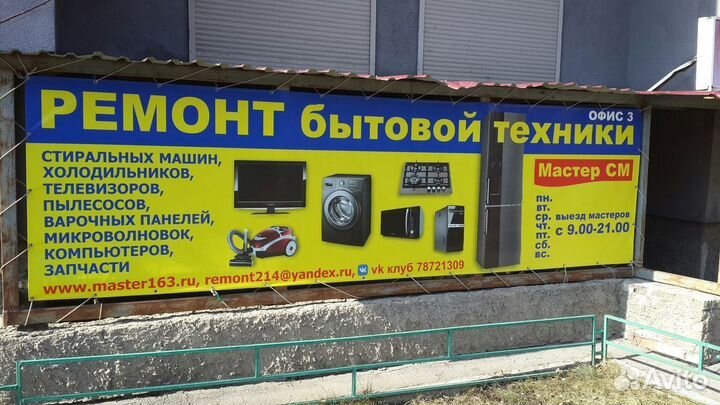 РЕМОНТ бытовой техники
ОФИС 3
СТИРАЛЬНЫХ МАШИН,
ХОЛОДИЛЬНИКОВ,
ТЕЛЕВИЗОРОВ,
ПЫЛЕСОСОВ,
ВАРОЧНЫХ ПАНЕЛЕЙ,
МИКРОВОЛНОВОК,
КОМПЬЮТЕРОВ,
ЗАПЧАСТИ
www.master163.ru, remont214@yandex.ru, vk клуб 78721309
Мастер СМ
пн.
вт.
ср. выезд мастеров
чт.
пт. с 9.00-21.00
сб.
вс.
Avito